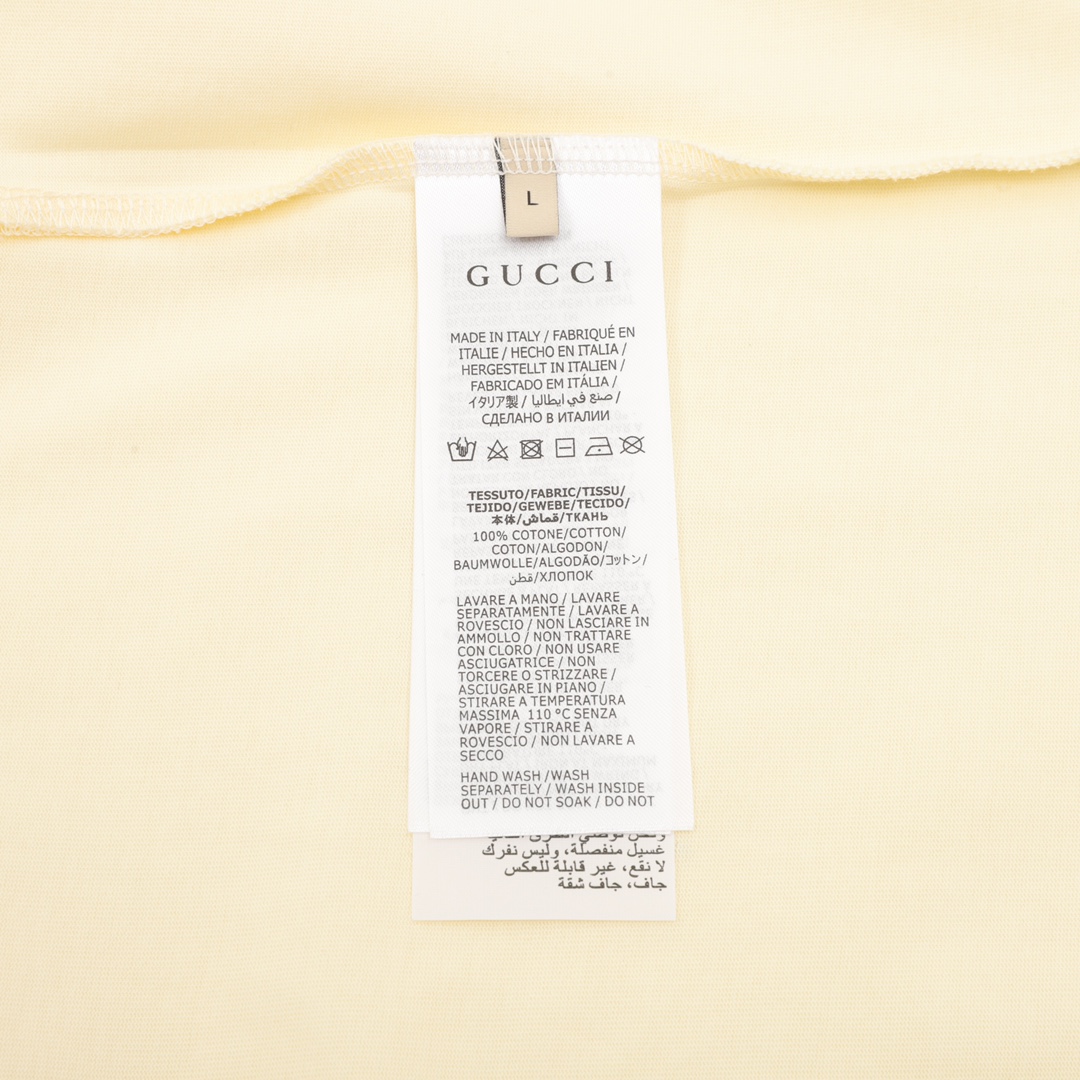 L
GUCCI
MADE IN ITALY / FABRIQUÉ EN
ITALIE / HECHO EN ITALIA /
HERGESTELLT IN ITALIEN /
FABRICADO EM ITÁLIA /
イタリア製 / صنع في ايطاليا /
СДЕЛАНО В ИТАЛИИ
TESSUTO/FABRIC/TISSU/
TEJIDO/GEWEBE/TECIDO/
本体/قماش/ТКАНЬ
100% COTONE/COTTON/
COTON/ALGODON/
BAUMWOLLE/ALGODÃO/コットン/
قطن/ХЛОПОК
LAVARE A MANO / LAVARE
SEPARATAMENTE / LAVARE A
ROVESCIO / NON LASCIARE IN
AMMOLLO / NON TRATTARE
CON CLORO / NON USARE
ASCIUGATRICE / NON
TORCERE O STRIZZARE /
ASCIUGARE IN PIANO /
STIRARE A TEMPERATURA
MASSIMA 110 °C SENZA
VAPORE / STIRARE A
ROVESCIO / NON LAVARE A
SECCO
HAND WASH /WASH
SEPARATELY / WASH INSIDE
OUT / DO NOT SOAK / DO NOT
غسيل منفصلة، وليس نفرك
لا نقع، غير قابلة للعكس
جاف، جاف شقة